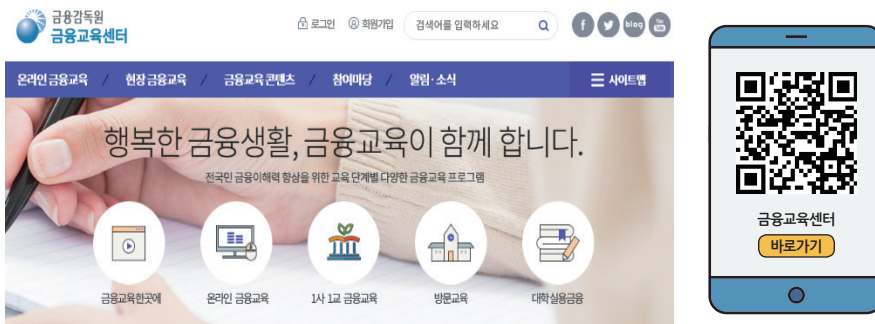 금융감독원
금융교육센터
로그인 회원가입 검색어를 입력하세요
f blog You Tube
온라인 금융교육 / 현장 금융교육 / 금융교육 콘텐츠 / 참여마당 / 알림·소식 사이트맵
행복한 금융생활, 금융교육이 함께 합니다.
전국민 금융이해력 향상을 위한 교육 단계별 다양한 금융교육 프로그램
금융교육한곳에 온라인 금융교육 1사 1교 금융교육 방문교육 대학실용금융
금융교육센터
바로가기